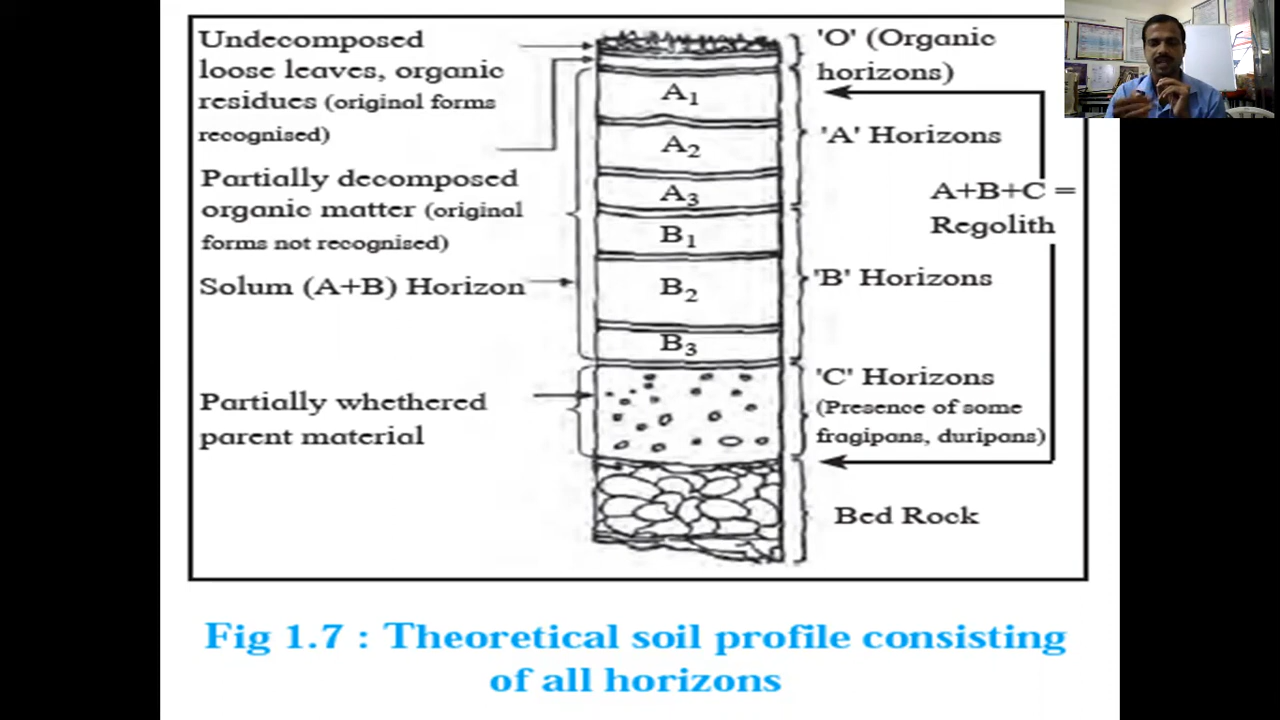 Undecomposed
loose leaves, organic
residues (original forms
recognised)
Partially decomposed
organic matter (original
forms not recognised)
Solum (A+B) Horizon
Partially whethered
parent material
A1
A2
A3
B1
B2
B3
'O' (Organic
horizons)
'A' Horizons
A+B+C =
Regolith
'B' Horizons
'C' Horizons
(Presence of some
fragipans, duripans)
Bed Rock
Fig 1.7 : Theoretical soil profile consisting
of all horizons